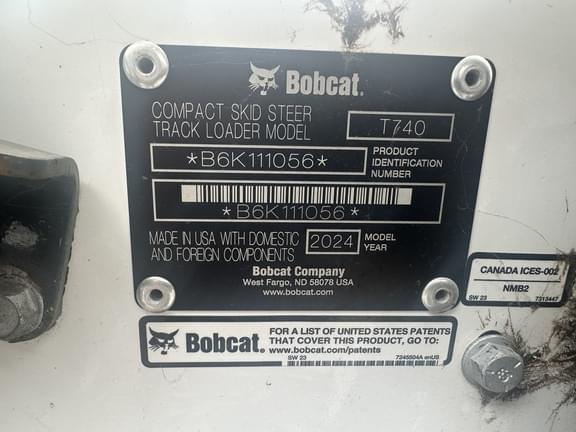 Bobcat.
COMPACT SKID STEER
TRACK LOADER MODEL
T740
*B6K111056*
PRODUCT
IDENTIFICATION
NUMBER
*B6K111056*
MADE IN USA WITH DOMESTIC
AND FOREIGN COMPONENTS
2024
MODEL
YEAR
Bobcat Company
West Fargo, ND 58078 USA
www.bobcat.com
CANADA ICES-002
NMB2
SW 23 7313447
Bobcat.
FOR A LIST OF UNITED STATES PATENTS
THAT COVER THIS PRODUCT, GO TO:
www.bobcat.com/patents
SW 23 7245504A enUS